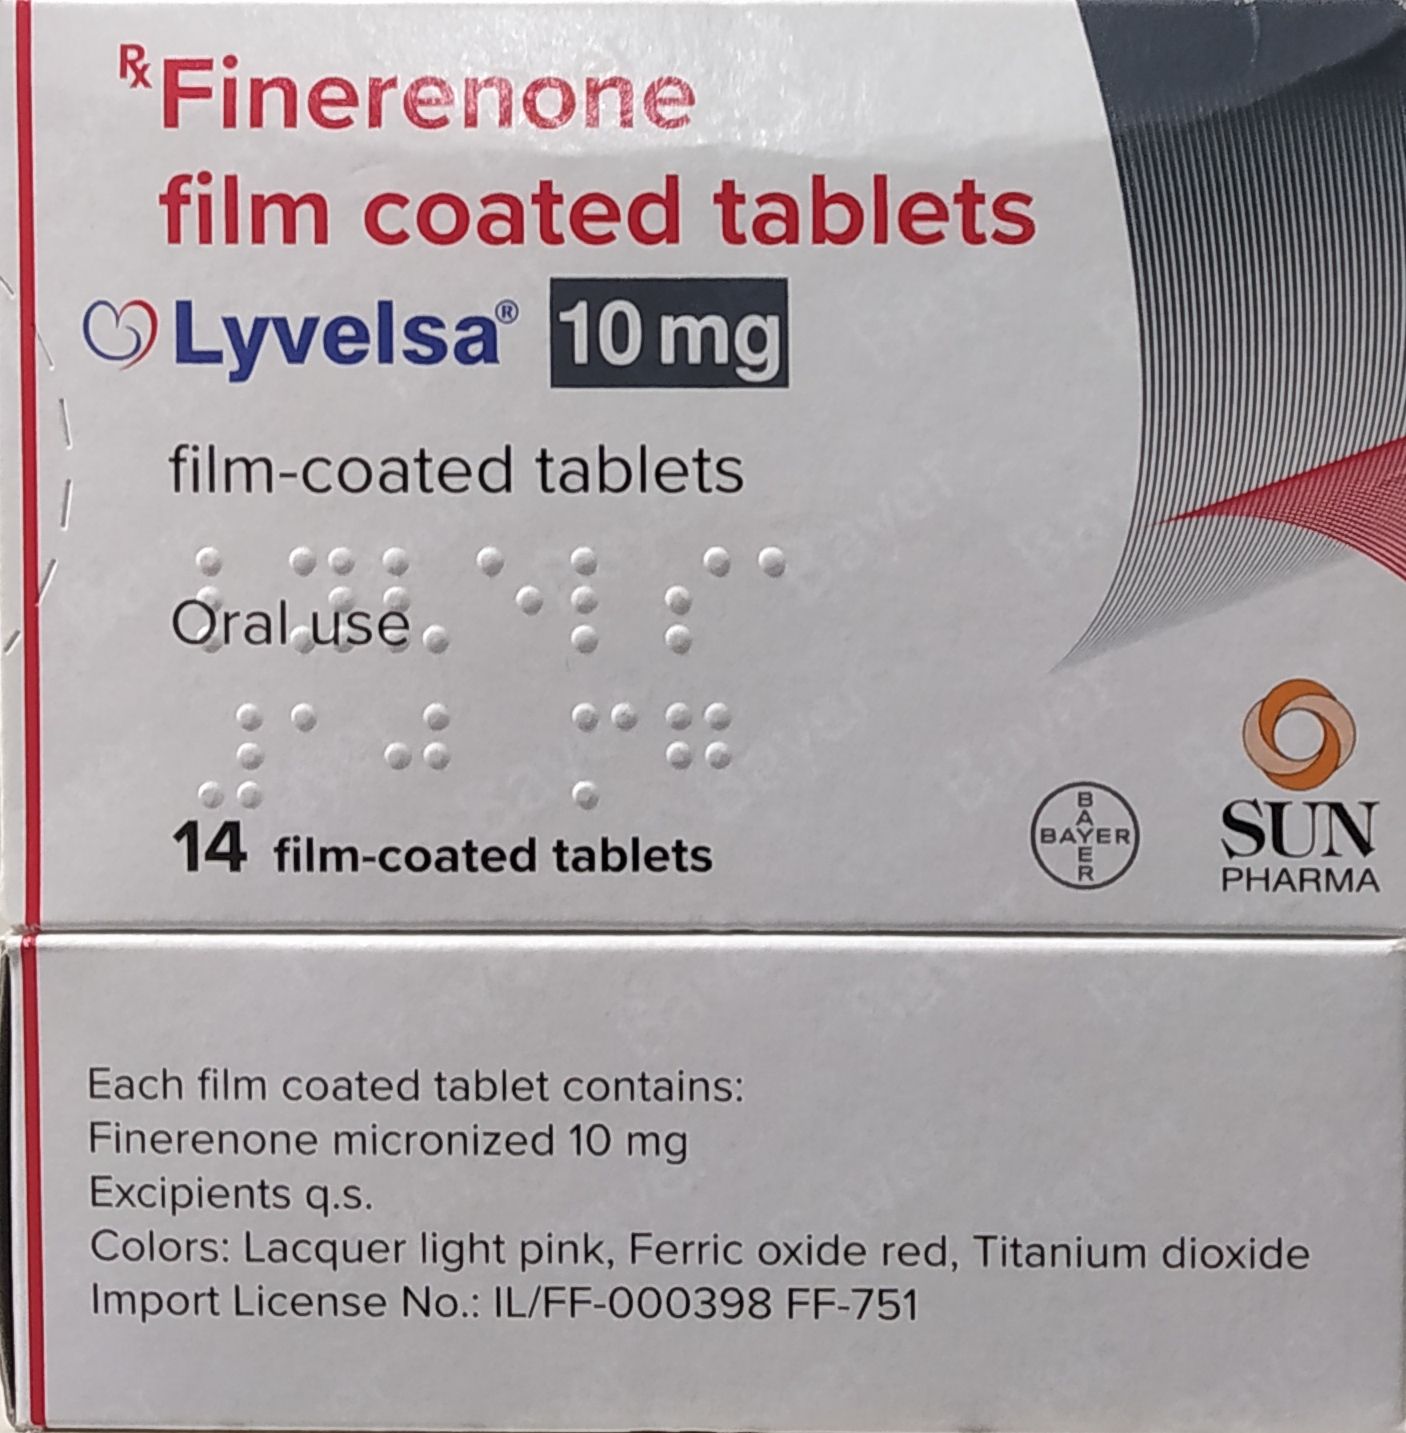 Rx Finerenone
film coated tablets
Lyvelsa® 10 mg
film-coated tablets
Oral use
14 film-coated tablets
BAYER
BAYER
SUN
PHARMA
Each film coated tablet contains:
Finerenone micronized 10 mg
Excipients q.s.
Colors: Lacquer light pink, Ferric oxide red, Titanium dioxide
Import License No.: IL/FF-000398 FF-751